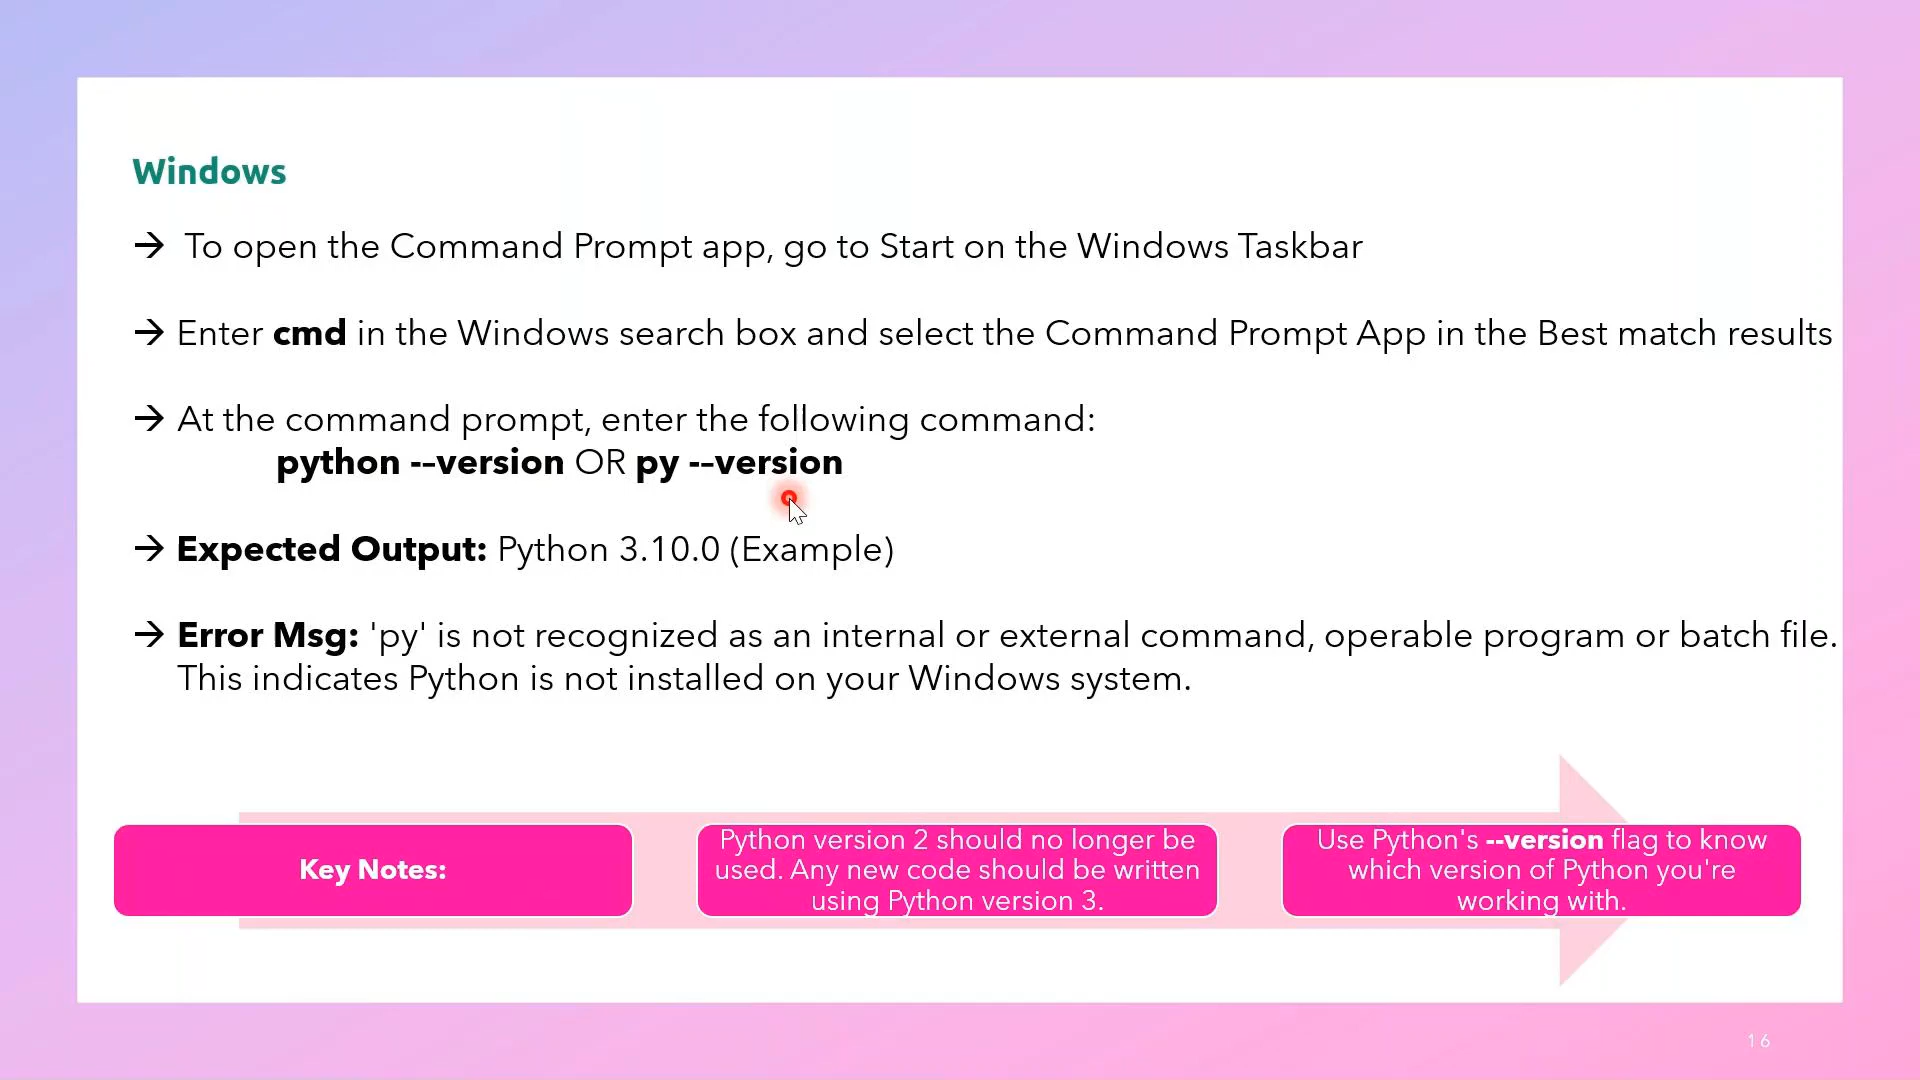 Windows
→ To open the Command Prompt app, go to Start on the Windows Taskbar
→ Enter cmd in the Windows search box and select the Command Prompt App in the Best match results
→ At the command prompt, enter the following command:
python --version OR py --version
→ Expected Output: Python 3.10.0 (Example)
→ Error Msg: 'py' is not recognized as an internal or external command, operable program or batch file.
This indicates Python is not installed on your Windows system.
Key Notes:
Python version 2 should no longer be
used. Any new code should be written
using Python version 3.
Use Python's --version flag to know
which version of Python you're
working with.
16